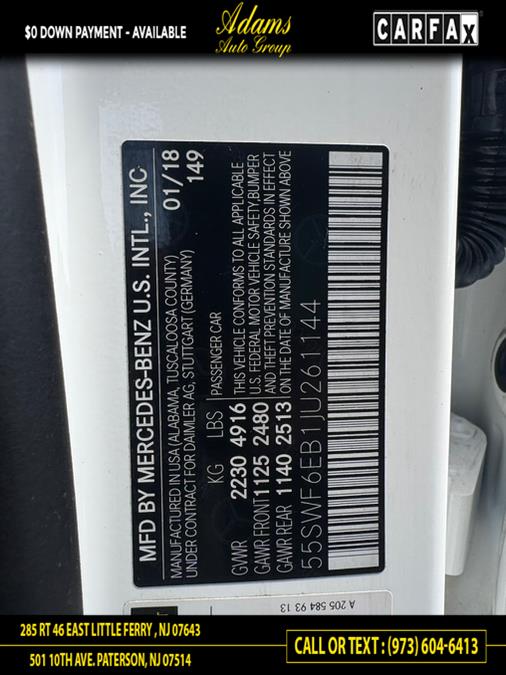 $0 DOWN PAYMENT - AVAILABLE
Adams
Auto Group
CARFAX
MFD BY MERCEDES-BENZ U.S. INTL., INC
01/18
149
MANUFACTURED IN USA (ALABAMA, TUSCALOOSA COUNTY)
UNDER CONTRACT FOR DAIMLER AG, STUTTGART (GERMANY)
KG LBS PASSENGER CAR
GVWR 2230 4916
GAWR FRONT 1125 2480
GAWR REAR 1140 2513
THIS VEHICLE CONFORMS TO ALL APPLICABLE
U.S. FEDERAL MOTOR VEHICLE SAFETY, BUMPER
AND THEFT PREVENTION STANDARDS IN EFFECT
ON THE DATE OF MANUFACTURE SHOWN ABOVE
55SWF6EB1JU261144
A 205 584 93 13
285 RT 46 EAST LITTLE FERRY , NJ 07643
501 10TH AVE. PATERSON, NJ 07514
CALL OR TEXT : (973) 604-6413